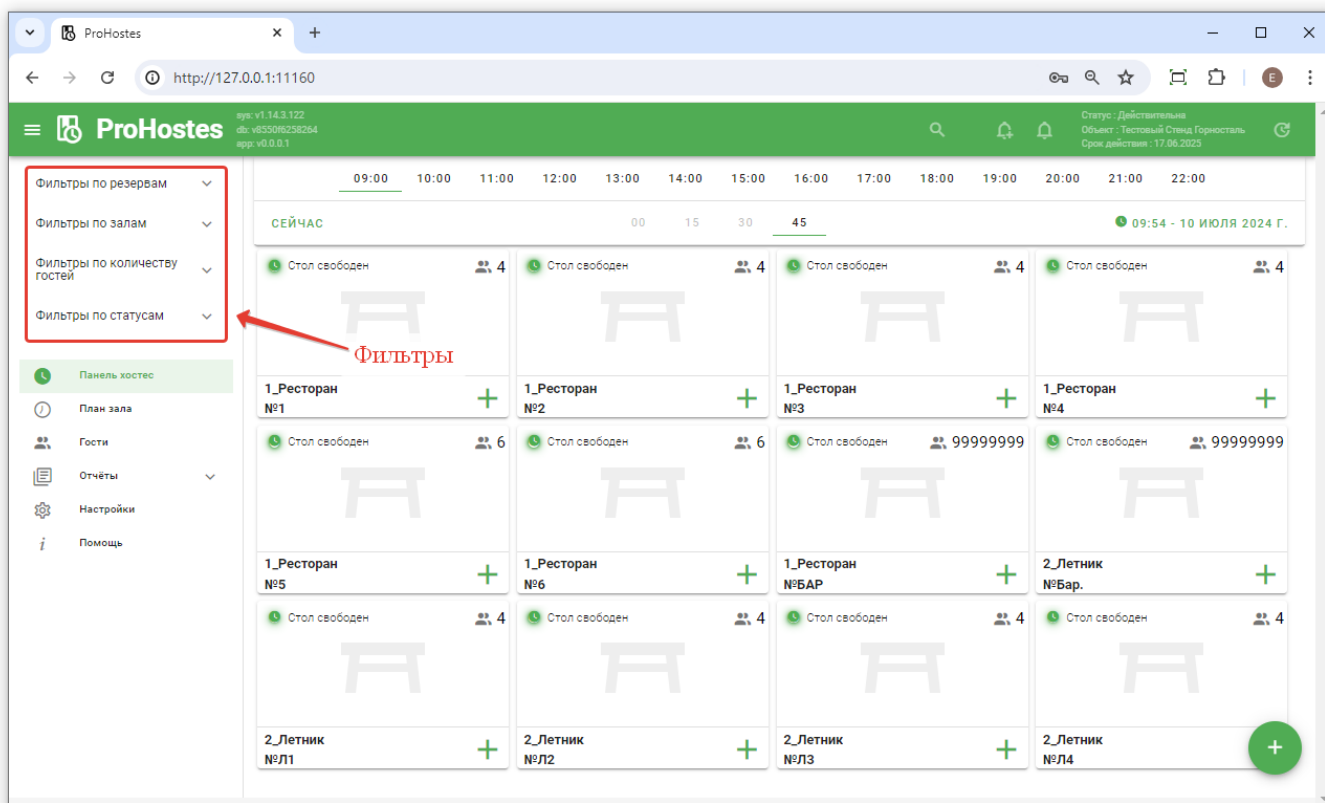 ProHostes
http://127.0.0.1:11160
E
ProHostes
sys: v1.14.3.122
db: v8550f6258264
app: v0.0.0.1
Статус : Действительна
Объект : Тестовый Стенд Горносталь
Срок действия : 17.06.2025
Фильтры по резервам
Фильтры по залам
Фильтры по количеству
гостей
Фильтры по статусам
Фильтры
Панель хостес
План зала
Гости
Отчёты
Настройки
i Помощь
09:00 10:00 11:00 12:00 13:00 14:00 15:00 16:00 17:00 18:00 19:00 20:00 21:00 22:00
СЕЙЧАС 00 15 30 45 09:54 - 10 ИЮЛЯ 2024 Г.
Стол свободен 4 Стол свободен 4 Стол свободен 4 Стол свободен 4
1_Ресторан 1_Ресторан 1_Ресторан 1_Ресторан
№1 №2 №3 №4
Стол свободен 6 Стол свободен 6 Стол свободен 99999999 Стол свободен 99999999
1_Ресторан 1_Ресторан 1_Ресторан 2_Летник
№5 №6 №БАР №Бар.
Стол свободен 4 Стол свободен 4 Стол свободен 4 Стол свободен 4
2_Летник 2_Летник 2_Летник 2_Летник
№Л1 №Л2 №Л3 №Л4